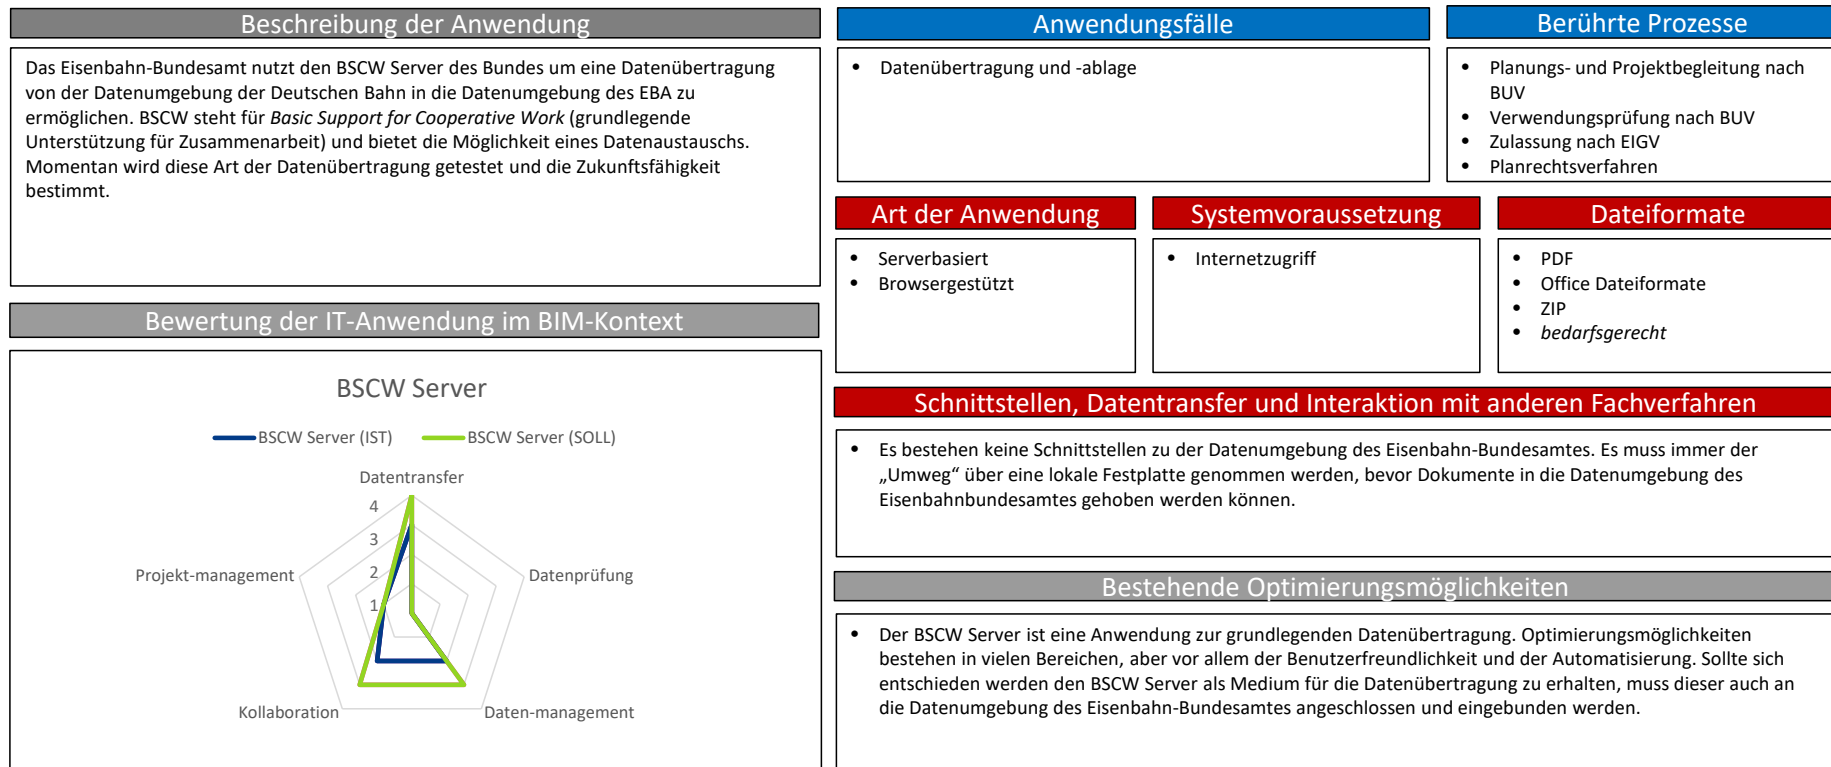 Beschreibung der Anwendung
Das Eisenbahn-Bundesamt nutzt den BSCW Server des Bundes um eine Datenübertragung
von der Datenumgebung der Deutschen Bahn in die Datenumgebung des EBA zu
ermöglichen. BSCW steht für Basic Support for Cooperative Work (grundlegende
Unterstützung für Zusammenarbeit) und bietet die Möglichkeit eines Datenaustauschs.
Momentan wird diese Art der Datenübertragung getestet und die Zukunftsfähigkeit
bestimmt.
Bewertung der IT-Anwendung im BIM-Kontext
BSCW Server
BSCW Server (IST)
BSCW Server (SOLL)
Datentransfer
4
3
2
1
Projekt-management
Datenprüfung
Kollaboration
Daten-management
Anwendungsfälle
• Datenübertragung und -ablage
Berührte Prozesse
• Planungs- und Projektbegleitung nach
BUV
• Verwendungsprüfung nach BUV
• Zulassung nach EIGV
• Planrechtsverfahren
Art der Anwendung
• Serverbasiert
• Browsergestützt
Systemvoraussetzung
• Internetzugriff
Dateiformate
• PDF
• Office Dateiformate
• ZIP
• bedarfsgerecht
Schnittstellen, Datentransfer und Interaktion mit anderen Fachverfahren
• Es bestehen keine Schnittstellen zu der Datenumgebung des Eisenbahn-Bundesamtes. Es muss immer der
„Umweg“ über eine lokale Festplatte genommen werden, bevor Dokumente in die Datenumgebung des
Eisenbahnbundesamtes gehoben werden können.
Bestehende Optimierungsmöglichkeiten
• Der BSCW Server ist eine Anwendung zur grundlegenden Datenübertragung. Optimierungsmöglichkeiten
bestehen in vielen Bereichen, aber vor allem der Benutzerfreundlichkeit und der Automatisierung. Sollte sich
entschieden werden den BSCW Server als Medium für die Datenübertragung zu erhalten, muss dieser auch an
die Datenumgebung des Eisenbahn-Bundesamtes angeschlossen und eingebunden werden.